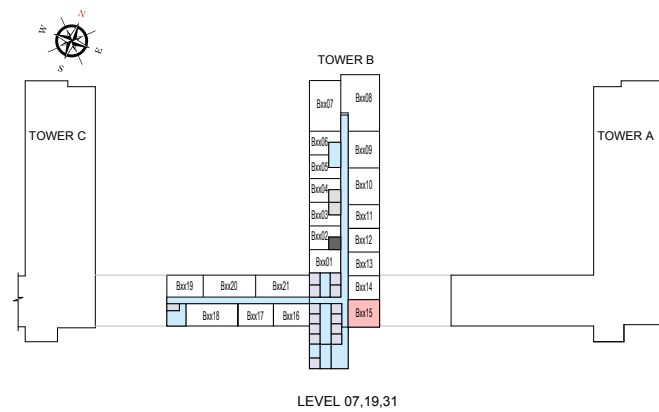 N
W
E
S
TOWER B
TOWER C
TOWER A
Bxx07
Bxx08
Bxx06
Bxx09
Bxx05
Bxx04
Bxx10
Bxx03
Bxx11
Bxx02
Bxx12
Bxx01
Bxx13
Bxx19
Bxx20
Bxx21
Bxx14
Bxx18
Bxx17
Bxx16
Bxx15
LEVEL 07,19,31